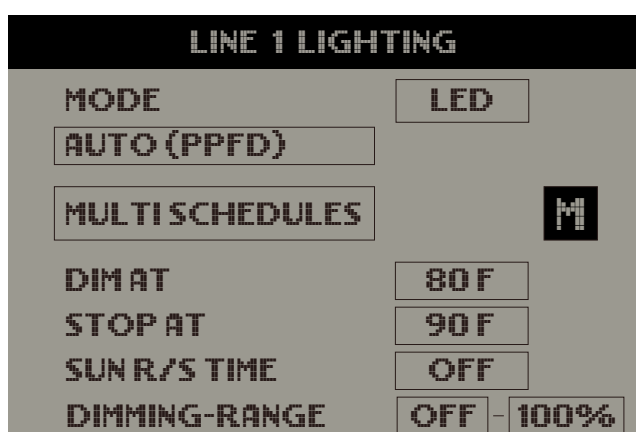 LINE 1 LIGHTING
MODE LED
AUTO (PPFD)
MULTI SCHEDULES M
DIM AT 80 F
STOP AT 90 F
SUN R/S TIME OFF
DIMMING-RANGE OFF - 100%